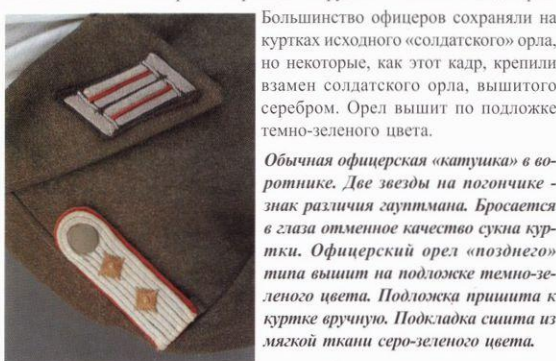 Большинство офицеров сохраняли на
куртках исходного «солдатского» орла,
но некоторые, как этот кадр, крепили
взамен солдатского орла, вышитого
серебром. Орел вышит по подложке
темно-зеленого цвета.
Обычная офицерская «катушка» в во-
ротнике. Две звезды на погончике -
знак различия гауптмана. Бросается
в глаза отменное качество сукна кур-
тки. Офицерский орел «позднего»
типа вышит на подложке темно-зе-
леного цвета. Подложка пришита к
куртке вручную. Подкладка сшита из
мягкой ткани серо-зеленого цвета.